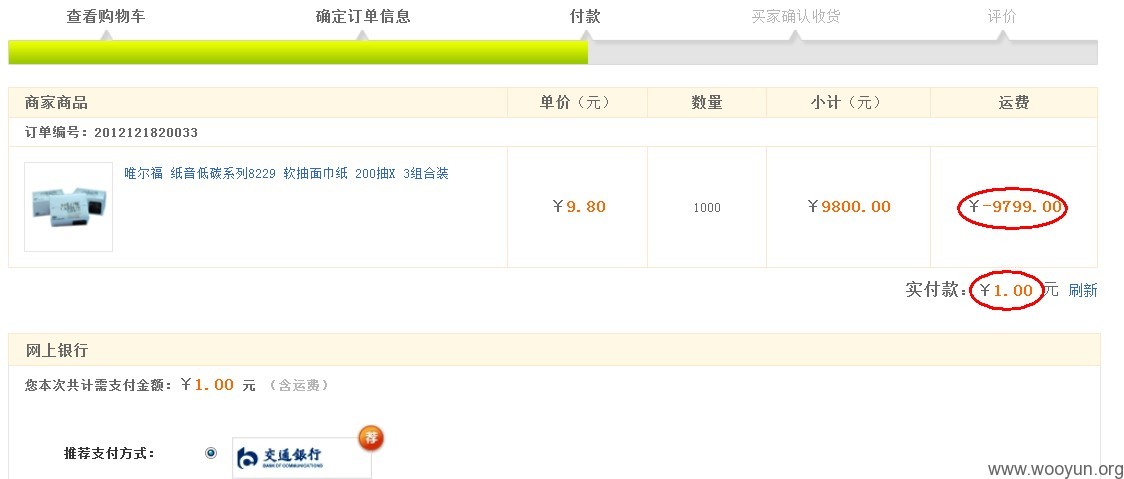 查看购物车 确定订单信息 付款 买家确认收货 评价
商家商品 单价（元） 数量 小计（元） 运费
订单编号：2012121820033
唯尔福 纸音低碳系列8229 软抽面巾纸 200抽X 3组合装 ￥9.80 1000 ￥9800.00 ￥-9799.00
实付款：￥1.00 元 刷新
网上银行
您本次共计需支付金额：￥1.00 元 （含运费）
荐
推荐支付方式： 交通銀行
BANK OF COMMUNICATIONS
www.wooyun.org